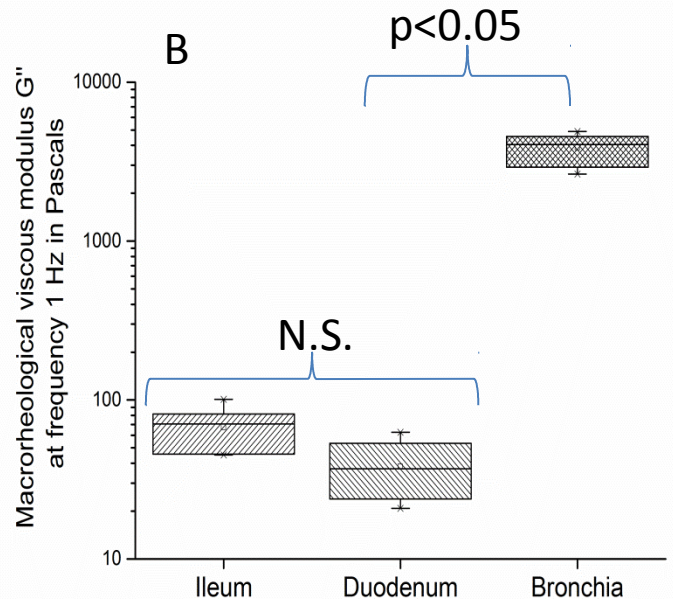 B
p<0.05
10000
Macrorheological viscous modulus G"
at frequency 1 Hz in Pascals
1000
N.S.
100
10
Ileum
Duodenum
Bronchia